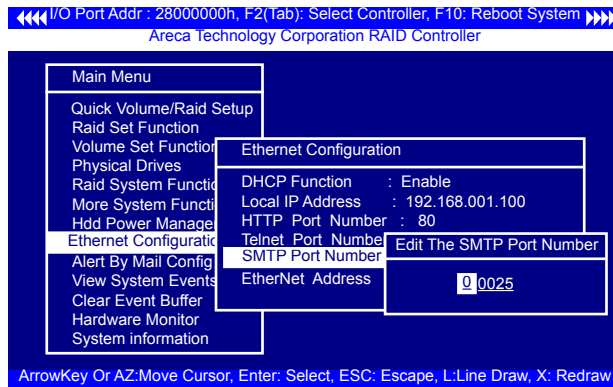 I/O Port Addr : 28000000h, F2(Tab): Select Controller, F10: Reboot System
Areca Technology Corporation RAID Controller
Main Menu
Quick Volume/Raid Setup
Raid Set Function
Volume Set Function
Physical Drives
Raid System Functio
More System Functi
Hdd Power Manage
Ethernet Configuratio
Alert By Mail Config
View System Events
Clear Event Buffer
Hardware Monitor
System information
Ethernet Configuration
DHCP Function : Enable
Local IP Address : 192.168.001.100
HTTP Port Number : 80
Telnet Port Numbe
SMTP Port Number
EtherNet Address
Edit The SMTP Port Number
0 0025
ArrowKey Or AZ:Move Cursor, Enter: Select, ESC: Escape, L:Line Draw, X: Redraw